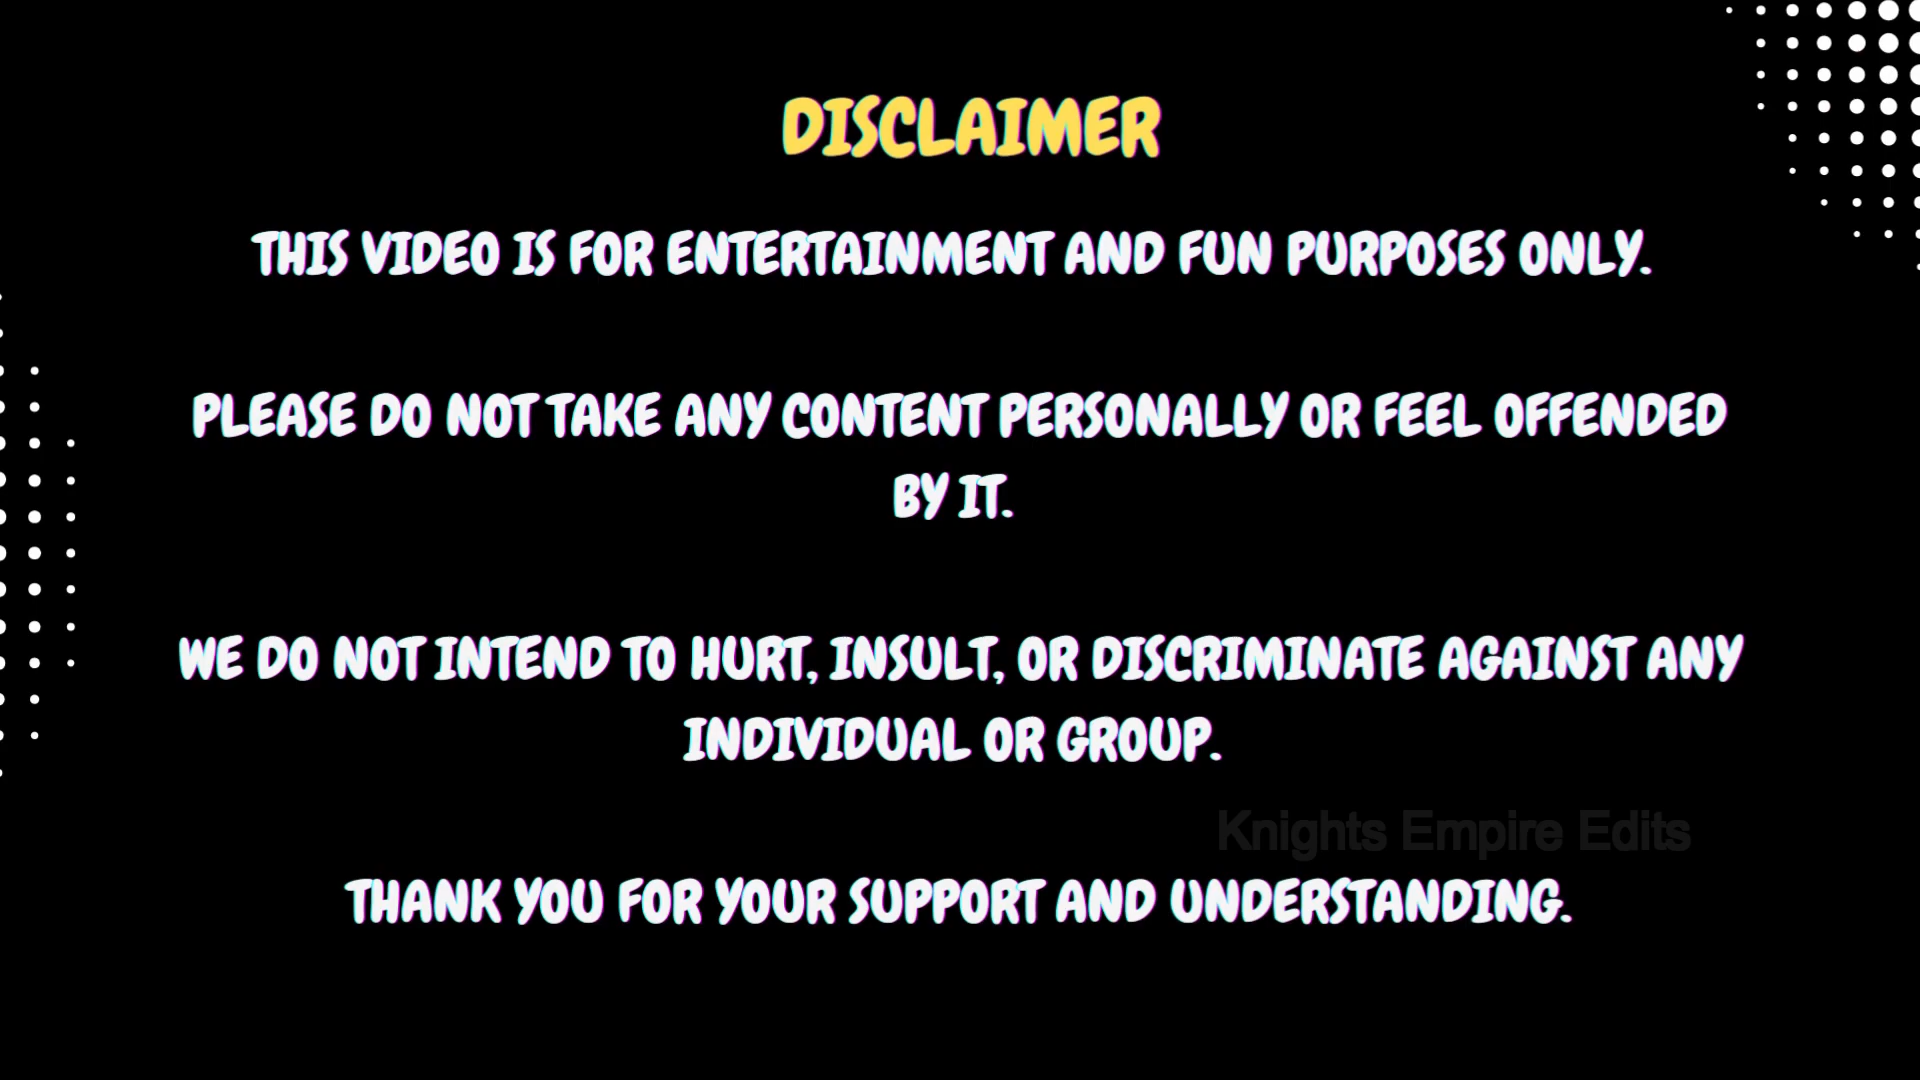 DISCLAIMER
THIS VIDEO IS FOR ENTERTAINMENT AND FUN PURPOSES ONLY.
PLEASE DO NOT TAKE ANY CONTENT PERSONALLY OR FEEL OFFENDED
BY IT.
WE DO NOT INTEND TO HURT, INSULT, OR DISCRIMINATE AGAINST ANY
INDIVIDUAL OR GROUP.
Knights Empire Edits
THANK YOU FOR YOUR SUPPORT AND UNDERSTANDING.